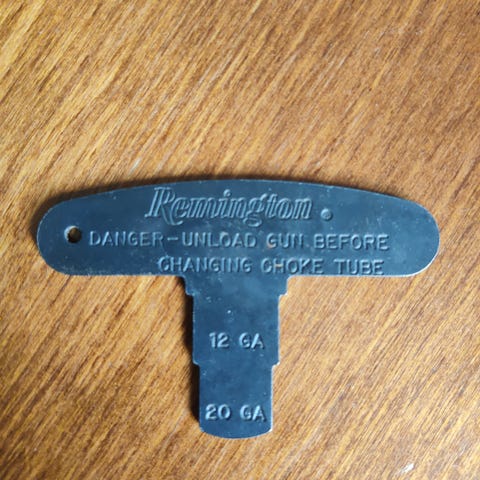 Remington.
DANGER-UNLOAD GUN BEFORE
CHANGING CHOKE TUBE
12 GA
20 GA